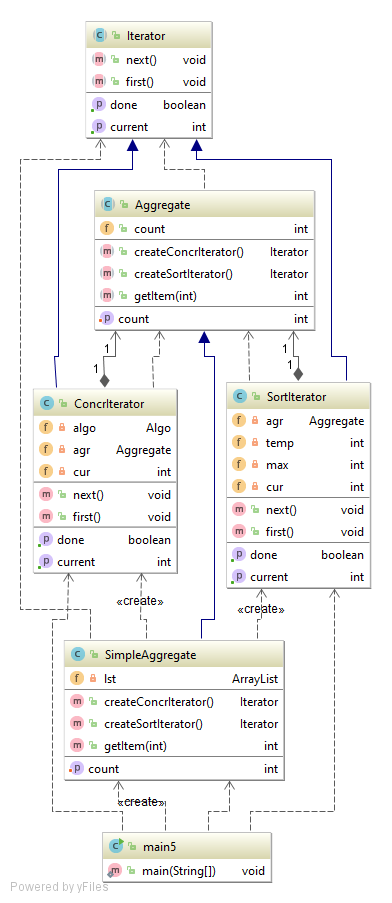 Iterator
next() void
first() void
done boolean
current int
Aggregate
count int
createConcrIterator() Iterator
createSortIterator() Iterator
getItem(int) int
count int
1 1
1 1
ConcrIterator
algo Algo
agr Aggregate
cur int
next() void
first() void
done boolean
current int
SortIterator
agr Aggregate
temp int
max int
cur int
next() void
first() void
done boolean
current int
«create» «create»
SimpleAggregate
lst ArrayList
createConcrIterator() Iterator
createSortIterator() Iterator
getItem(int) int
count int
«create»
main5
main(String[]) void
Powered by yFiles